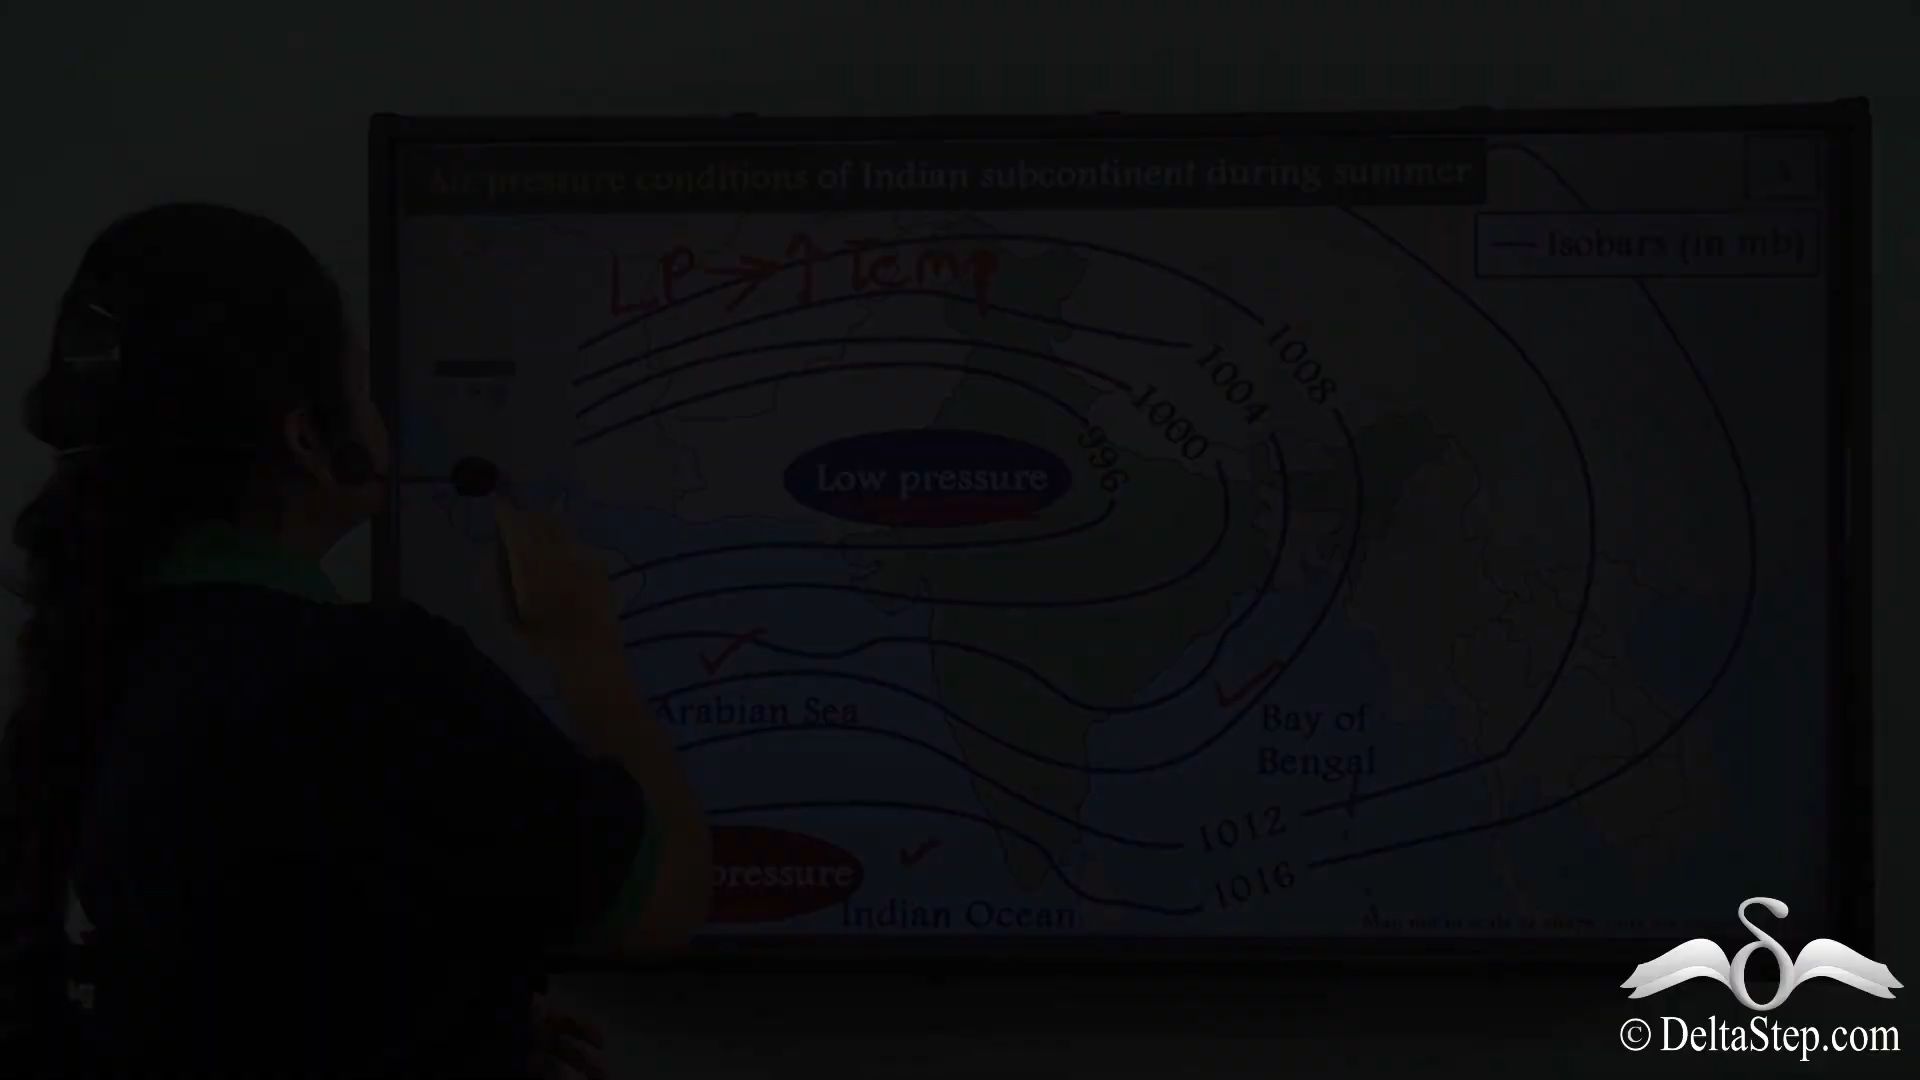 Air pressure conditions of Indian subcontinent during summer
Isobars (in mb)
LP → ↑ Temp
1008
1004
1000
996
Low pressure
Arabian Sea
Bay of
Bengal
1012
pressure
1016
Indian Ocean
© DeltaStep.com